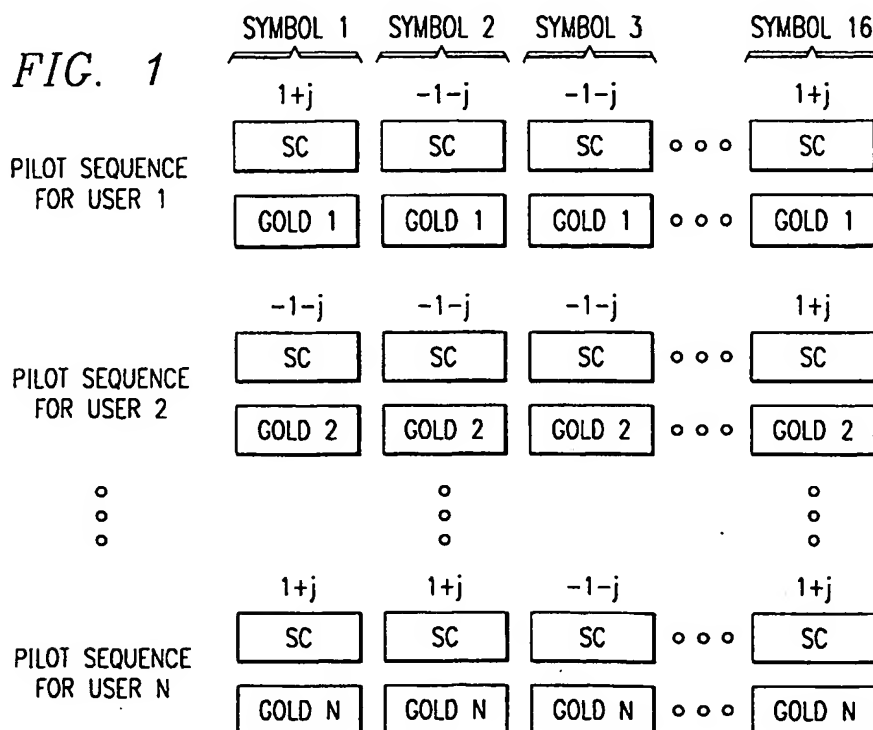 FIG. 1
SYMBOL 1 SYMBOL 2 SYMBOL 3 SYMBOL 16
1+j -1-j -1-j 1+j
PILOT SEQUENCE
FOR USER 1
SC SC SC SC
GOLD 1 GOLD 1 GOLD 1 GOLD 1
-1-j -1-j -1-j 1+j
PILOT SEQUENCE
FOR USER 2
SC SC SC SC
GOLD 2 GOLD 2 GOLD 2 GOLD 2
1+j 1+j -1-j 1+j
PILOT SEQUENCE
FOR USER N
SC SC SC SC
GOLD N GOLD N GOLD N GOLD N